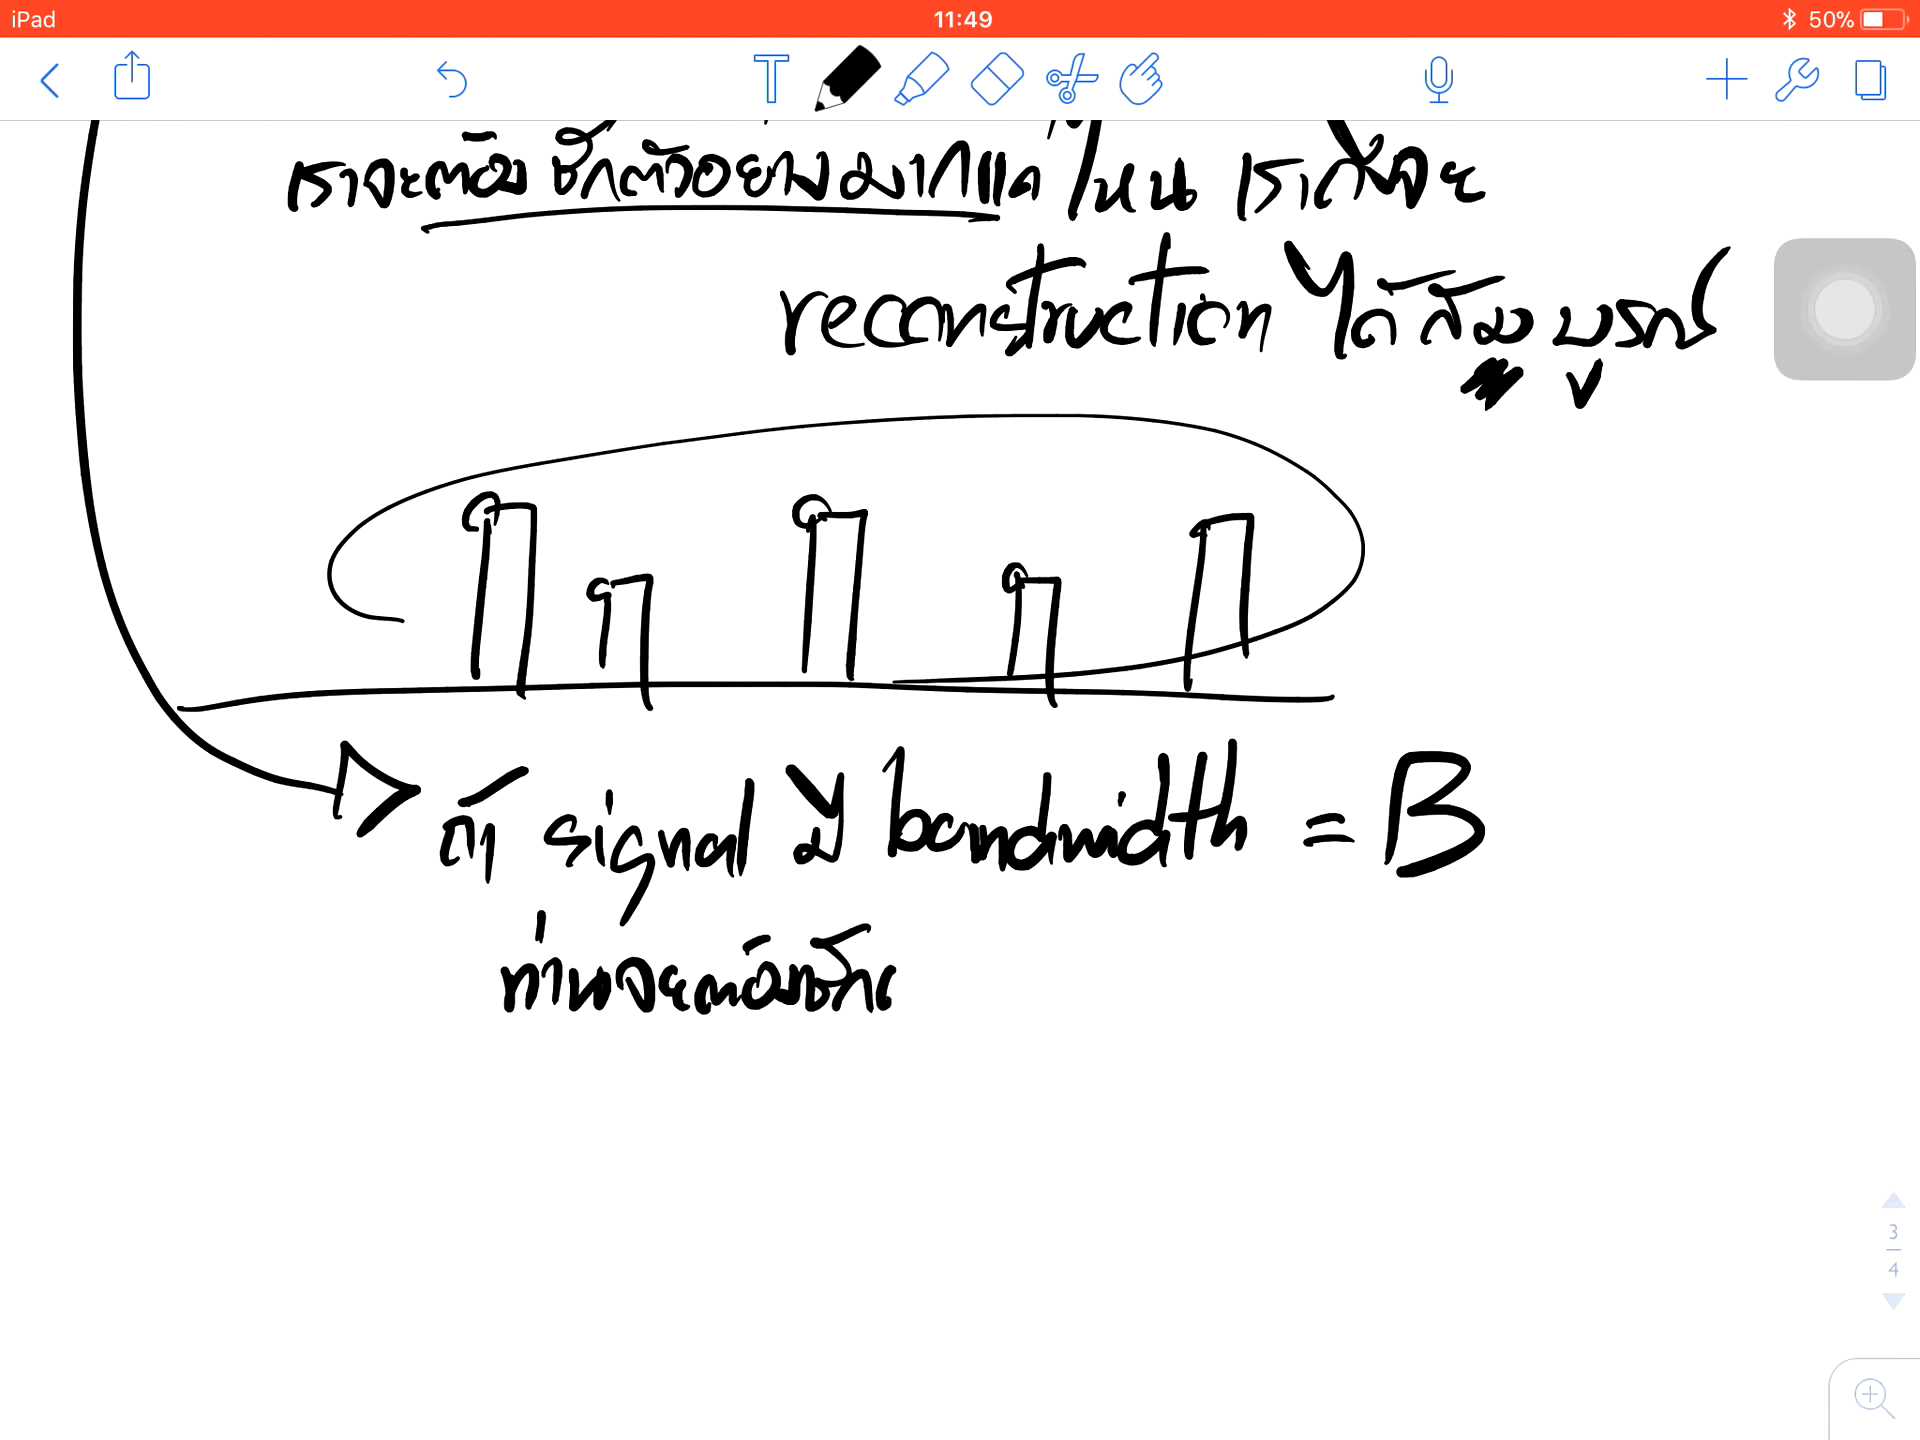 iPad 11:49 50%
T
เราจะต้องชักตัวอย่างมากแค่ไหน เราถึงจะ
reconstruction ได้สมบูรณ์
ถ้า signal มี bandwidth = B
ท่านจะต้องชัก
3
4